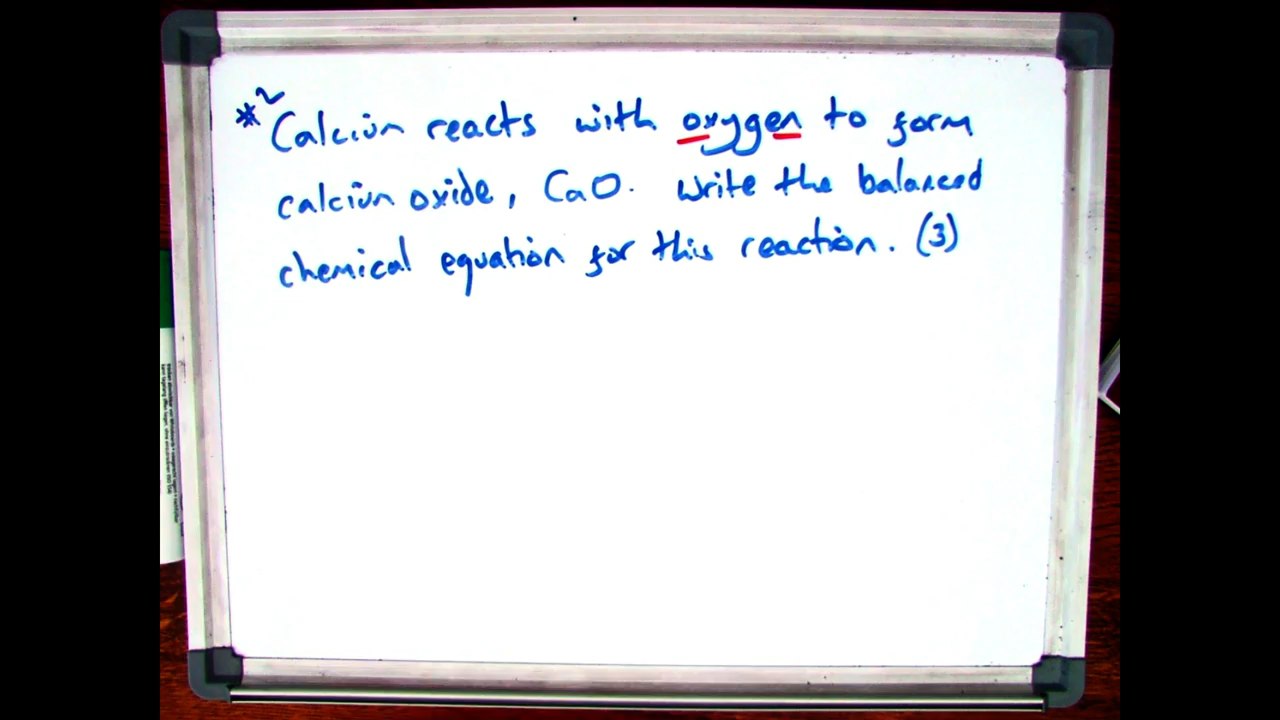 #2 Calcium reacts with oxygen to form
calcium oxide, CaO. Write the balanced
chemical equation for this reaction. (3)